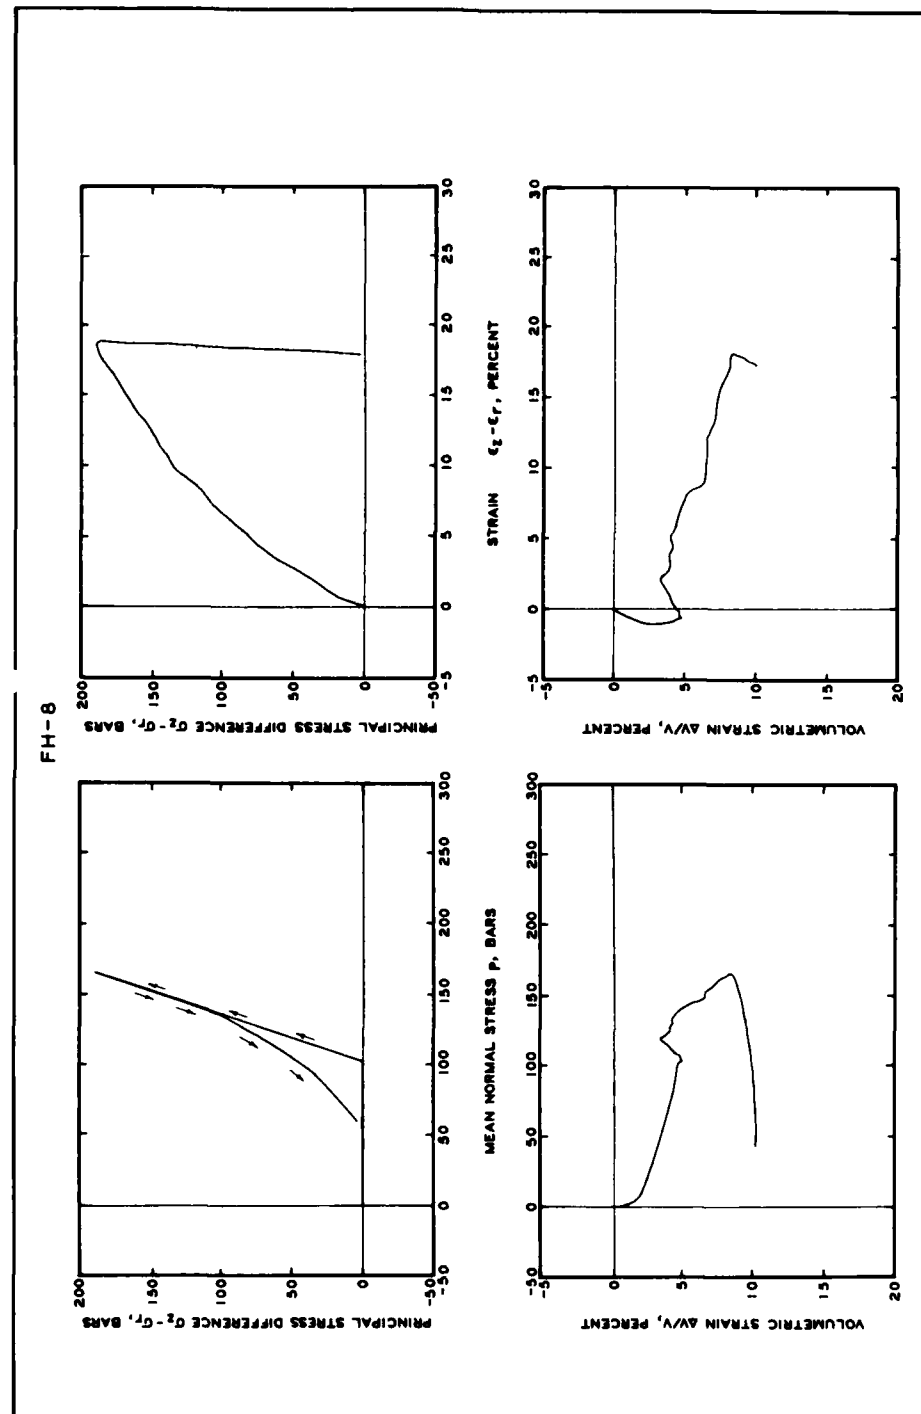 FH-8
PRINCIPAL STRESS DIFFERENCE σz-σr, BARS
200
150
100
50
0
-50
-5 0 5 10 15 20 25 30
STRAIN εz-εr, PERCENT
VOLUMETRIC STRAIN ΔV/V, PERCENT
-5
0
5
10
15
20
PRINCIPAL STRESS DIFFERENCE σz-σr, BARS
200
150
100
50
0
-50
-50 0 50 100 150 200 250 300
MEAN NORMAL STRESS P, BARS
VOLUMETRIC STRAIN ΔV/V, PERCENT
-5
0
5
10
15
20